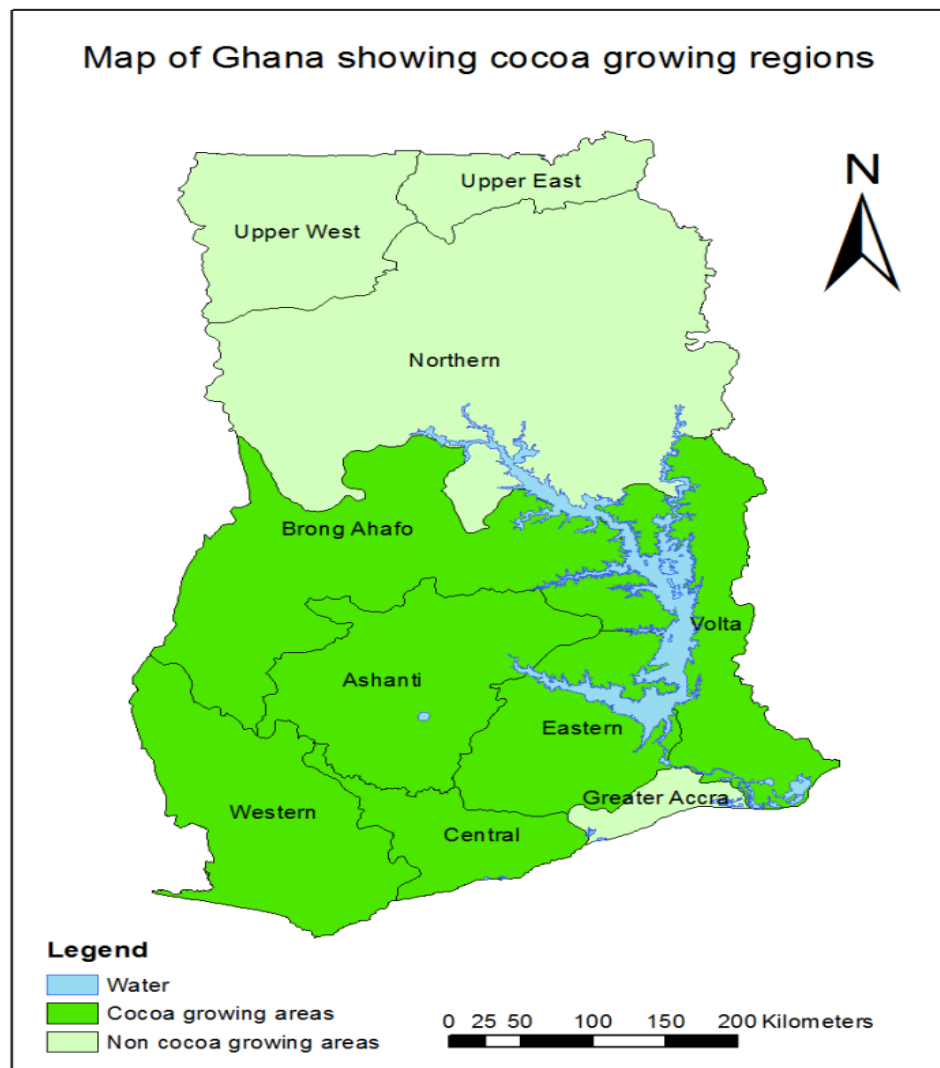 Map of Ghana showing cocoa growing regions
N
Upper East
Upper West
Northern
Brong Ahafo
Volta
Ashanti
Eastern
Greater Accra
Western
Central
Legend
Water
Cocoa growing areas
Non cocoa growing areas
0 25 50 100 150 200 Kilometers